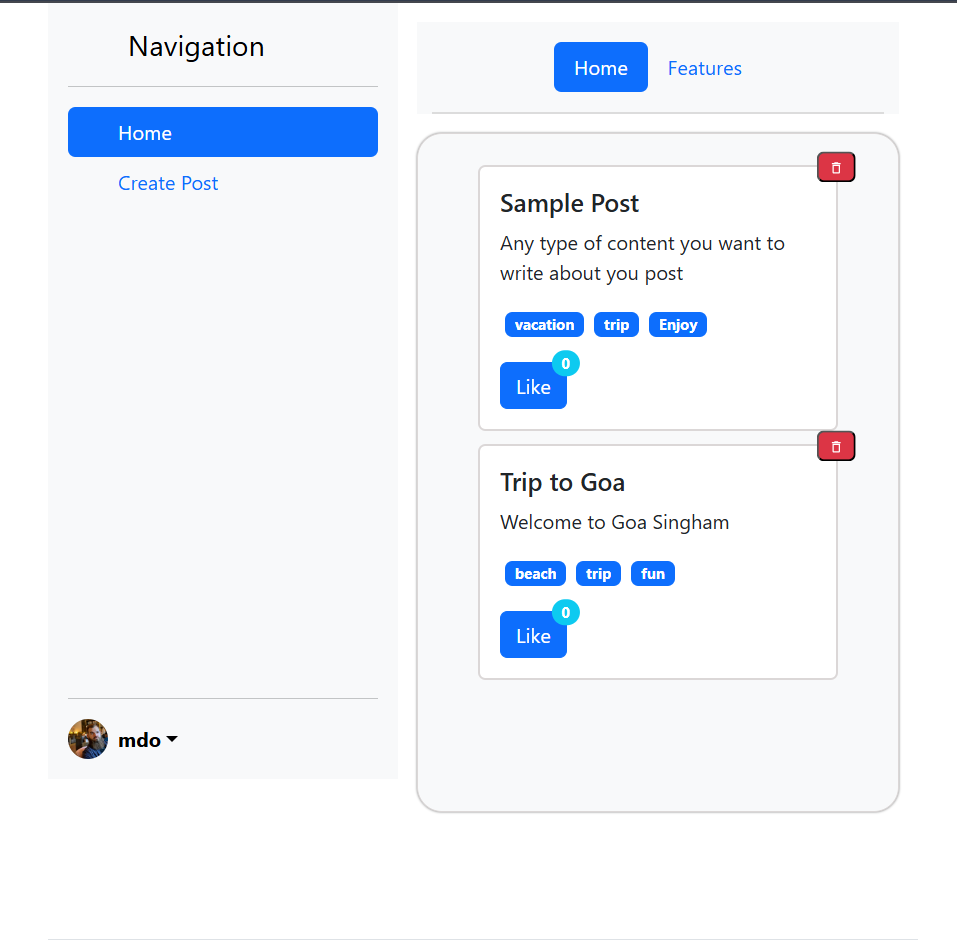 Navigation
Home
Create Post
mdo
Home
Features
Sample Post
Any type of content you want to
write about you post
vacation trip Enjoy
0
Like
Trip to Goa
Welcome to Goa Singham
beach trip fun
0
Like